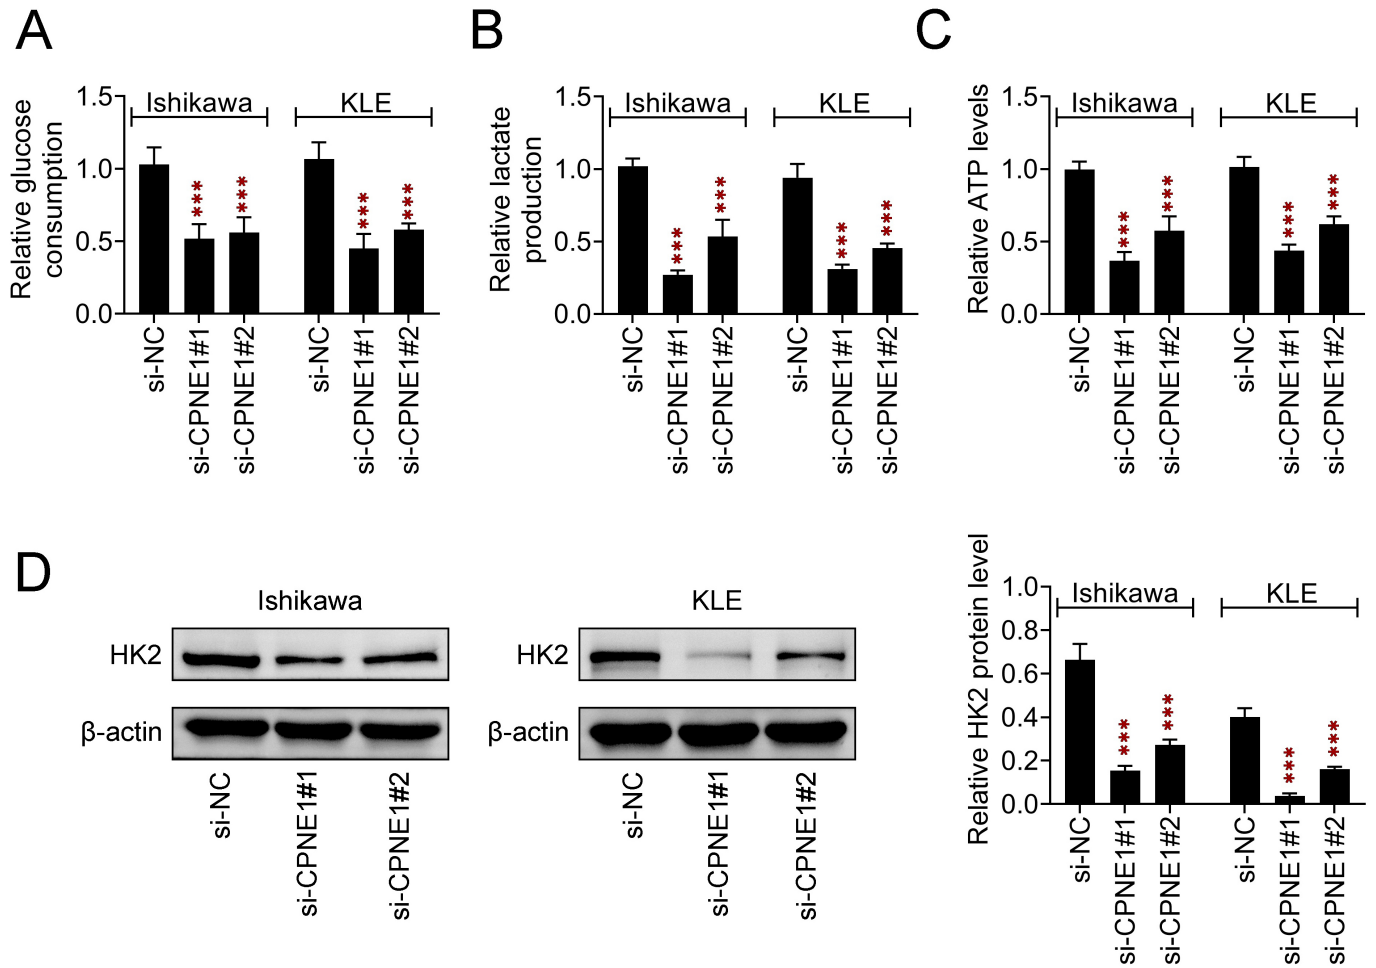 A
B
C
Relative glucose
consumption
1.5
1.0
0.5
0.0
Ishikawa
KLE
***
***
***
***
si-NC
si-CPNE1#1
si-CPNE1#2
si-NC
si-CPNE1#1
si-CPNE1#2
Relative lactate
production
1.5
1.0
0.5
0.0
Ishikawa
KLE
***
***
***
***
si-NC
si-CPNE1#1
si-CPNE1#2
si-NC
si-CPNE1#1
si-CPNE1#2
Relative ATP levels
1.5
1.0
0.5
0.0
Ishikawa
KLE
***
***
***
***
si-NC
si-CPNE1#1
si-CPNE1#2
si-NC
si-CPNE1#1
si-CPNE1#2
D
Ishikawa
HK2
β-actin
si-NC
si-CPNE1#1
si-CPNE1#2
KLE
HK2
β-actin
si-NC
si-CPNE1#1
si-CPNE1#2
Relative HK2 protein level
1.0
0.8
0.6
0.4
0.2
0.0
Ishikawa
KLE
***
***
***
***
si-NC
si-CPNE1#1
si-CPNE1#2
si-NC
si-CPNE1#1
si-CPNE1#2